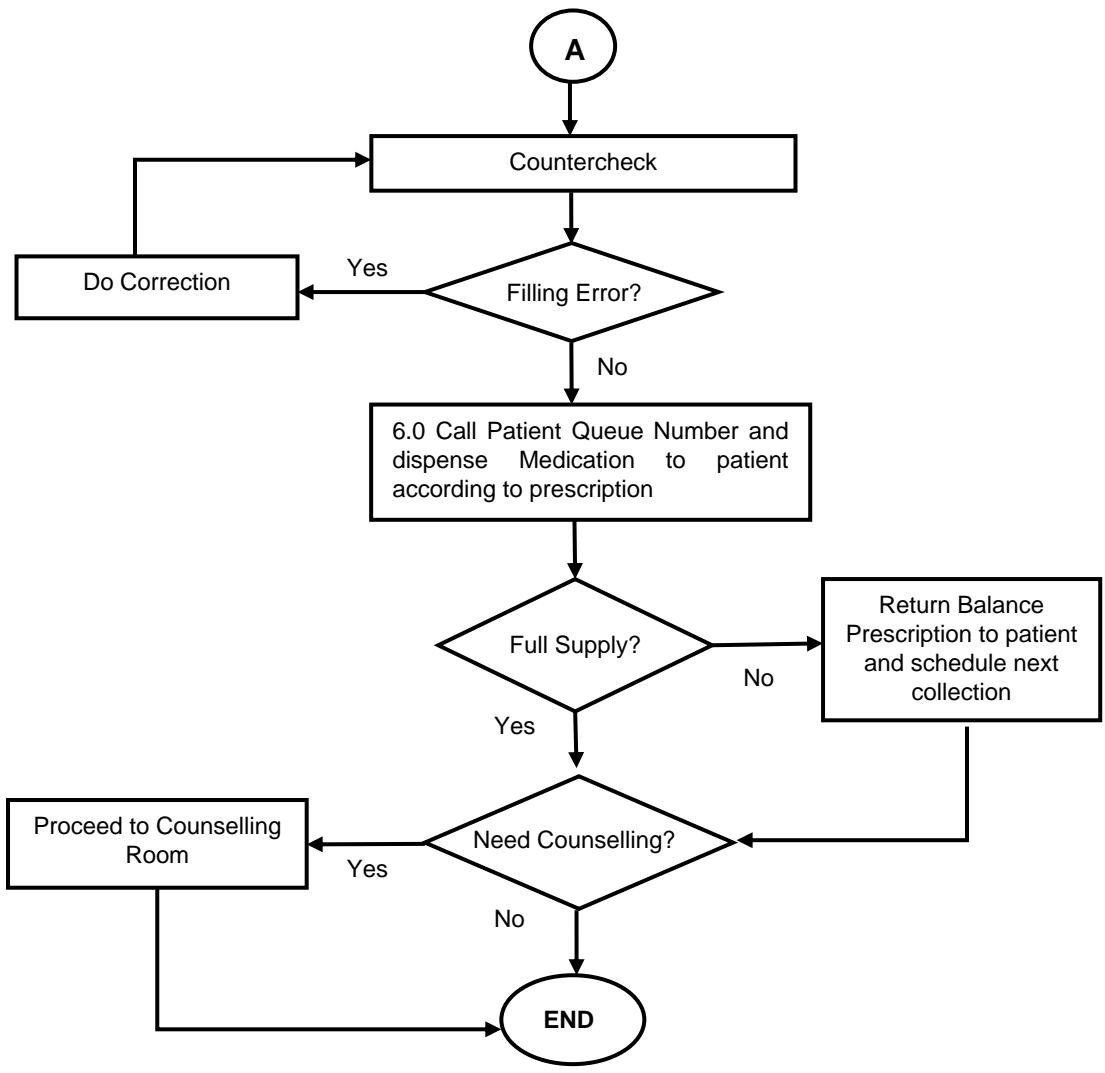 A
Countercheck
Yes
Do Correction
Filling Error?
No
6.0 Call Patient Queue Number and
dispense Medication to patient
according to prescription
Full Supply?
No
Return Balance
Prescription to patient
and schedule next
collection
Yes
Need Counselling?
Yes
Proceed to Counselling
Room
No
END